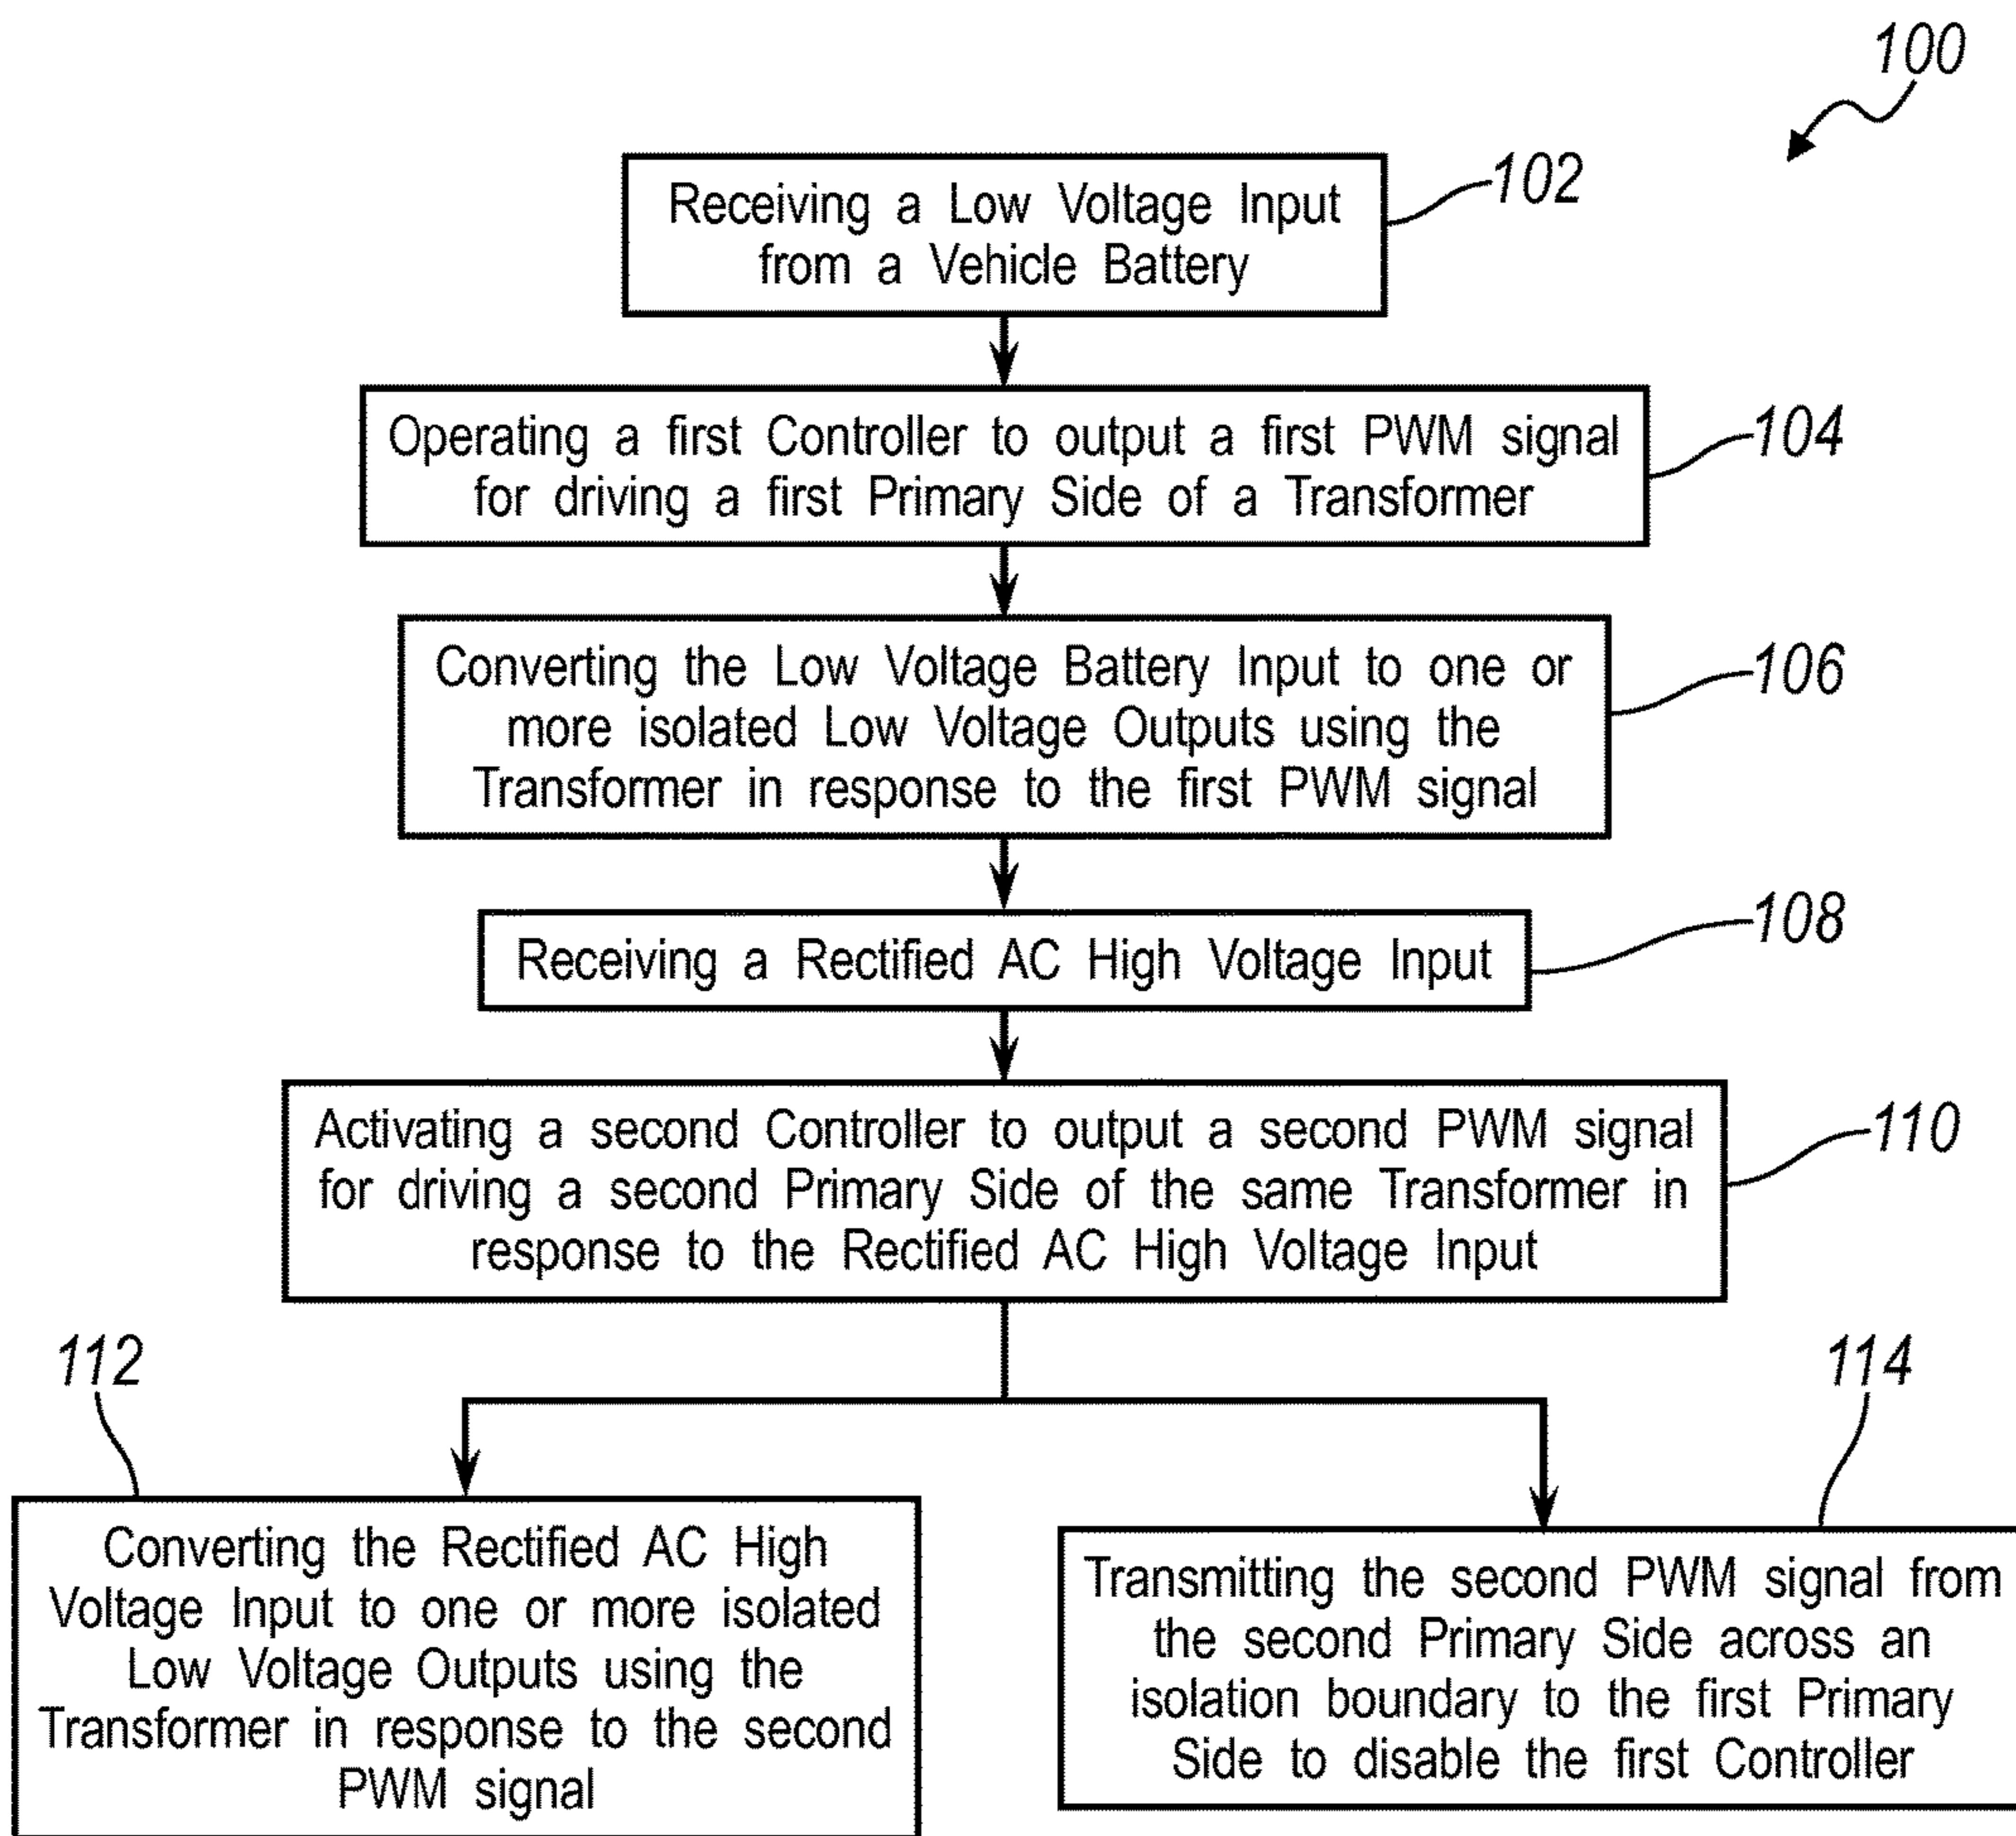 100
Receiving a Low Voltage Input
from a Vehicle Battery
102
Operating a first Controller to output a first PWM signal
for driving a first Primary Side of a Transformer
104
Converting the Low Voltage Battery Input to one or
more isolated Low Voltage Outputs using the
Transformer in response to the first PWM signal
106
Receiving a Rectified AC High Voltage Input
108
Activating a second Controller to output a second PWM signal
for driving a second Primary Side of the same Transformer in
response to the Rectified AC High Voltage Input
110
112
Converting the Rectified AC High
Voltage Input to one or more isolated
Low Voltage Outputs using the
Transformer in response to the second
PWM signal
114
Transmitting the second PWM signal from
the second Primary Side across an
isolation boundary to the first Primary
Side to disable the first Controller